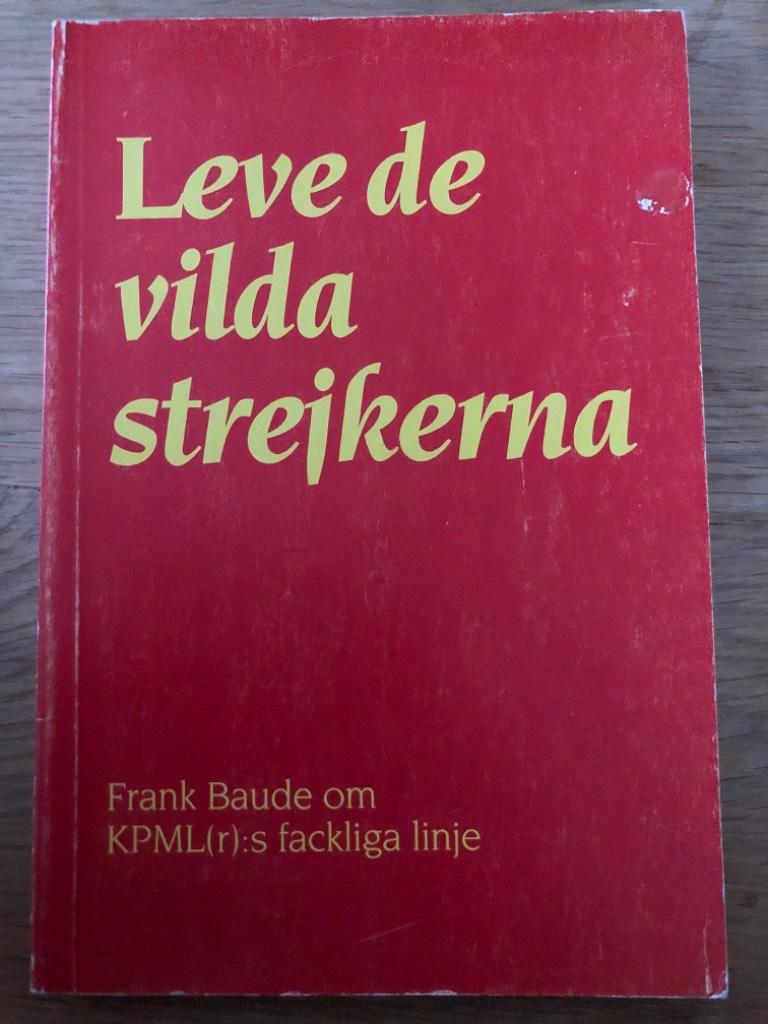 Leve de
vilda
strejkerna
Frank Baude om
KPML(r):s fackliga linje